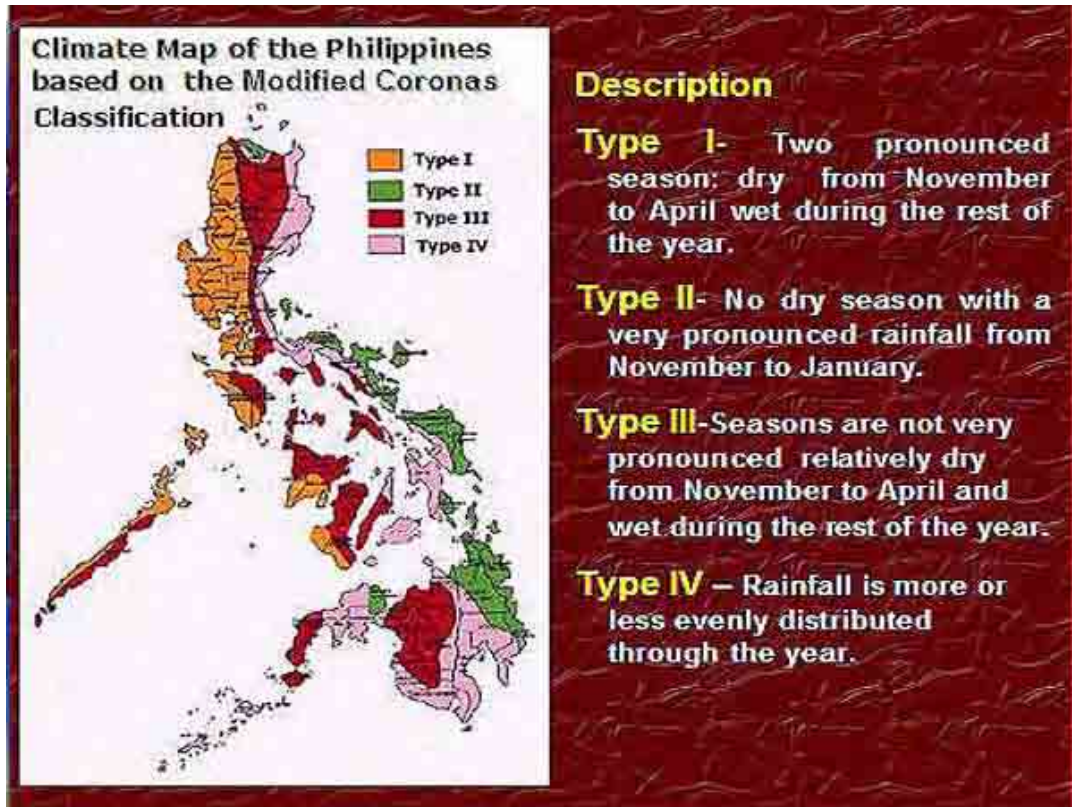 Climate Map of the Philippines
based on the Modified Coronas
Classification
Type I
Type II
Type III
Type IV
Description
Type I- Two pronounced
season: dry from November
to April wet during the rest of
the year.
Type II- No dry season with a
very pronounced rainfall from
November to January.
Type III-Seasons are not very
pronounced relatively dry
from November to April and
wet during the rest of the year.
Type IV – Rainfall is more or
less evenly distributed
through the year.